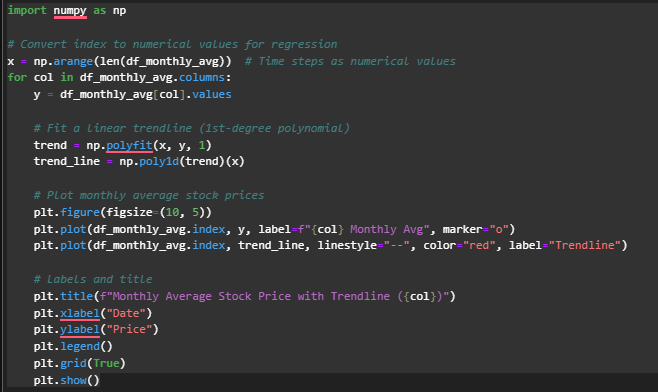 import numpy as np
# Convert index to numerical values for regression
x = np.arange(len(df_monthly_avg))  # Time steps as numerical values
for col in df_monthly_avg.columns:
    y = df_monthly_avg[col].values
    # Fit a linear trendline (1st-degree polynomial)
    trend = np.polyfit(x, y, 1)
    trend_line = np.poly1d(trend)(x)
    # Plot monthly average stock prices
    plt.figure(figsize=(10, 5))
    plt.plot(df_monthly_avg.index, y, label=f"{col} Monthly Avg", marker="o")
    plt.plot(df_monthly_avg.index, trend_line, linestyle="--", color="red", label="Trendline")
    # Labels and title
    plt.title(f"Monthly Average Stock Price with Trendline ({col})")
    plt.xlabel("Date")
    plt.ylabel("Price")
    plt.legend()
    plt.grid(True)
    plt.show()